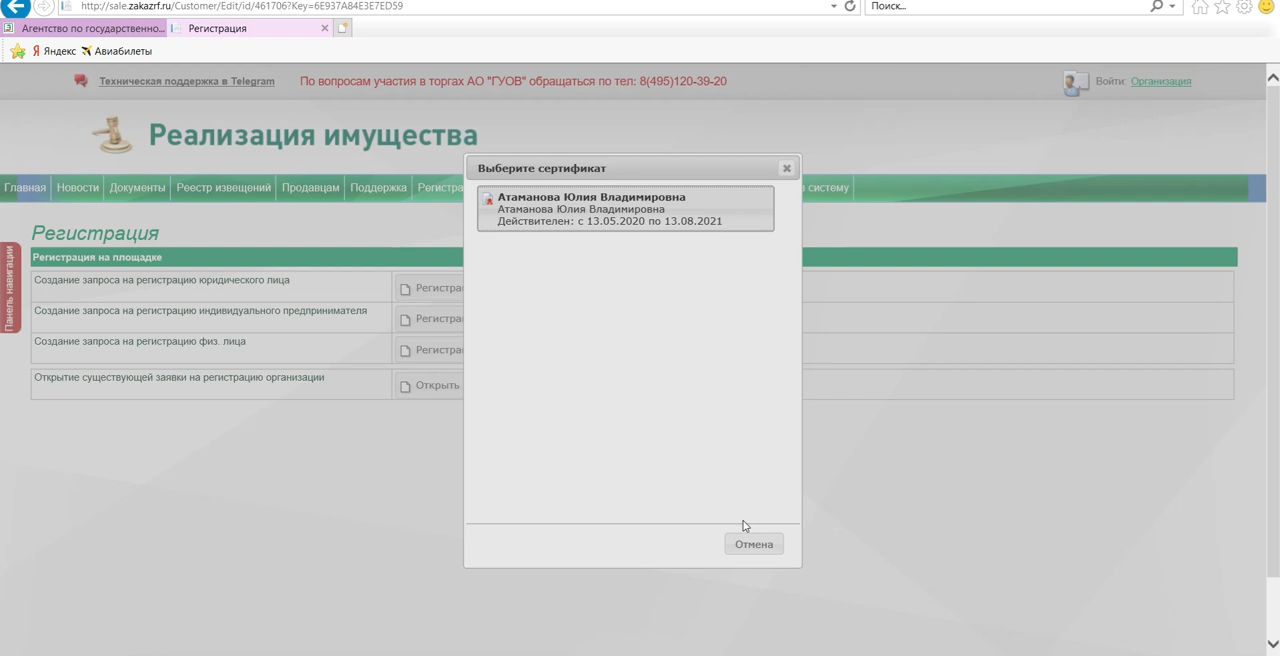 http://sale.zakazrf.ru/Customer/Edit/id/461706?Key=6E937A84E3E7ED59
Поиск...
Агентство по государственно...
Регистрация
Яндекс
Авиабилеты
Техническая поддержка в Telegram
По вопросам участия в торгах АО "ГУОВ" обращаться по тел: 8(495)120-39-20
Войти: Организация
Реализация имущества
Главная
Новости
Документы
Реестр извещений
Продавцам
Поддержка
Регистра
систему
Выберите сертификат
Атаманова Юлия Владимировна
Атаманова Юлия Владимировна
Действителен: с 13.05.2020 по 13.08.2021
Отмена
Панель навигации
Регистрация
Регистрация на площадке
Создание запроса на регистрацию юридического лица
Регистра
Создание запроса на регистрацию индивидуального предпринимателя
Регистра
Создание запроса на регистрацию физ. лица
Регистра
Открытие существующей заявки на регистрацию организации
Открыть